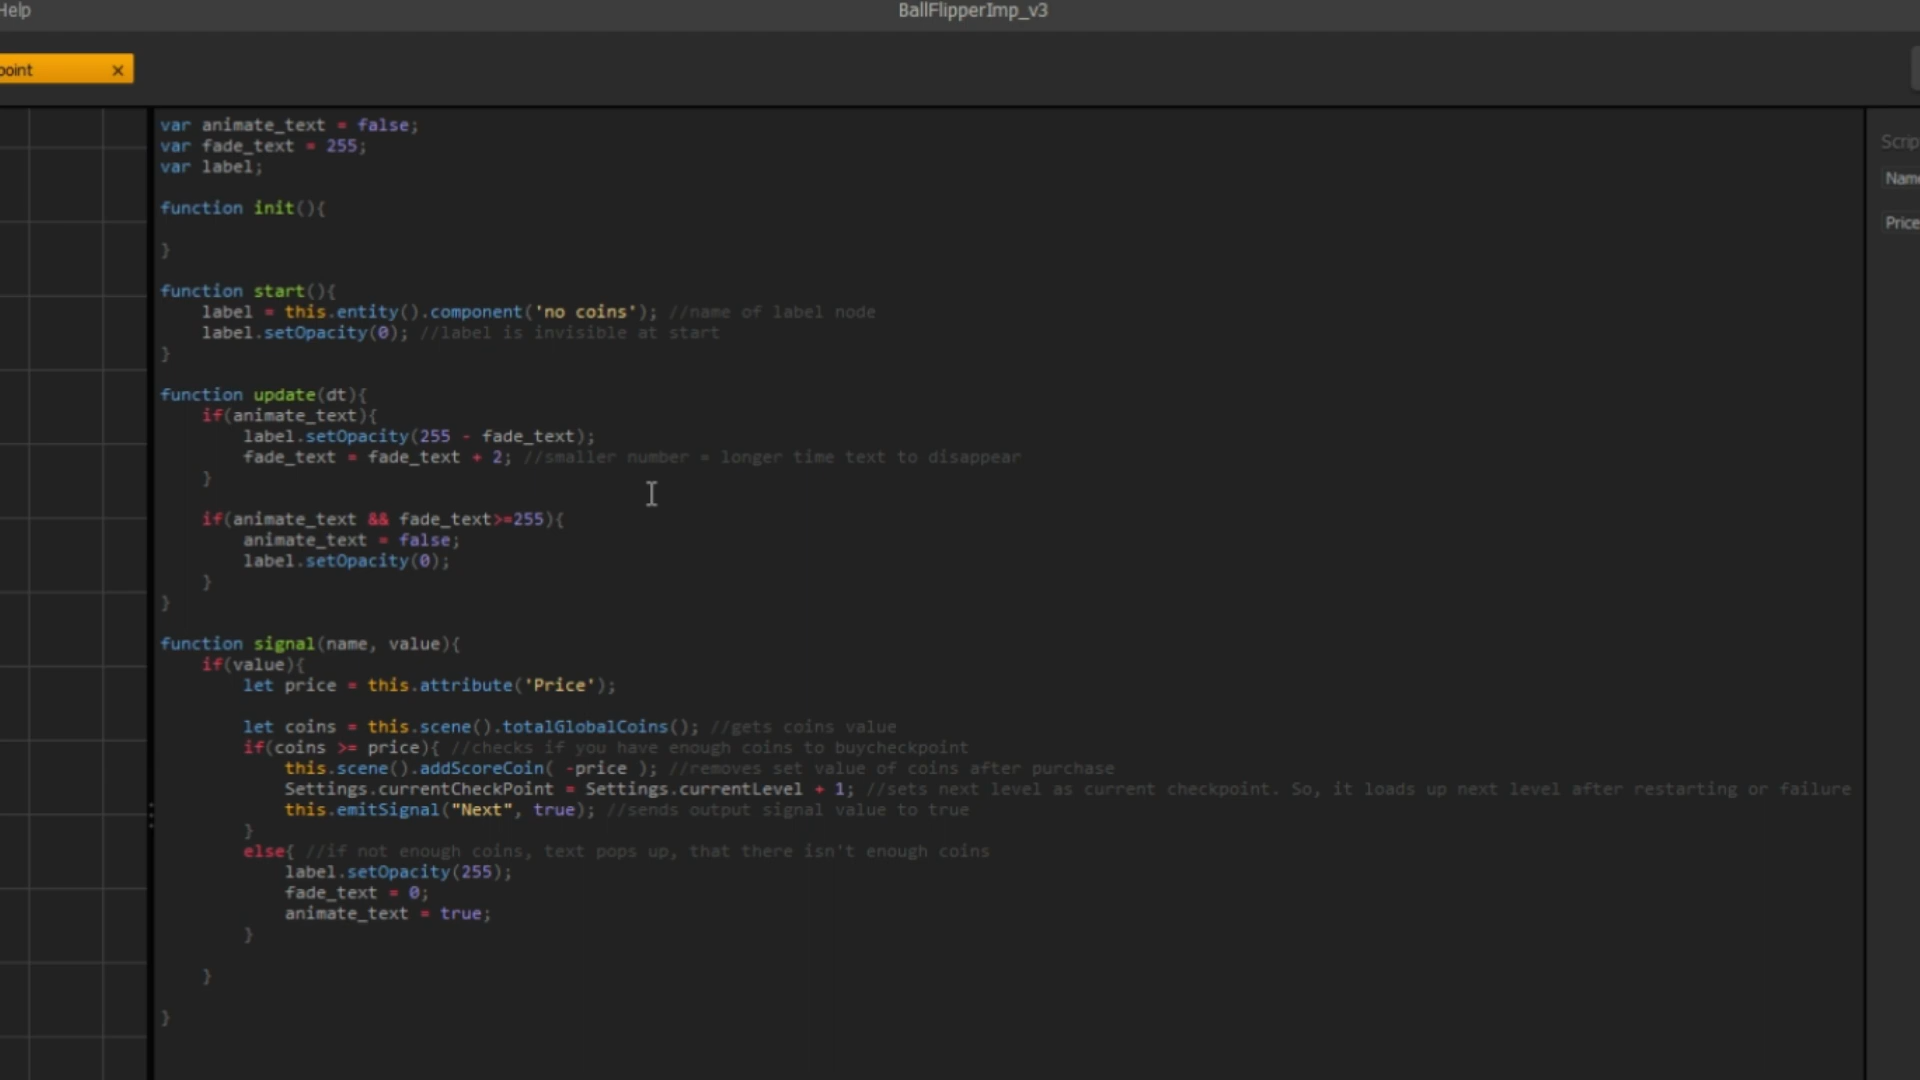 Help
BallFlipperImp_v3
point ×
var animate_text = false;
var fade_text = 255;
var label;
function init(){
}
function start(){
label = this.entity().component('no coins'); //name of label node
label.setOpacity(0); //label is invisible at start
}
function update(dt){
if(animate_text){
label.setOpacity(255 - fade_text);
fade_text = fade_text + 2; //smaller number = longer time text to disappear
}
if(animate_text && fade_text>=255){
animate_text = false;
label.setOpacity(0);
}
}
function signal(name, value){
if(value){
let price = this.attribute('Price');
let coins = this.scene().totalGlobalCoins(); //gets coins value
if(coins >= price){ //checks if you have enough coins to buycheckpoint
this.scene().addScoreCoin( -price ); //removes set value of coins after purchase
Settings.currentCheckPoint = Settings.currentLevel + 1; //sets next level as current checkpoint. So, it loads up next level after restarting or failure
this.emitSignal("Next", true); //sends output signal value to true
}
else{ //if not enough coins, text pops up, that there isn't enough coins
label.setOpacity(255);
fade_text = 0;
animate_text = true;
}
}
}
Scrip
Name
Price